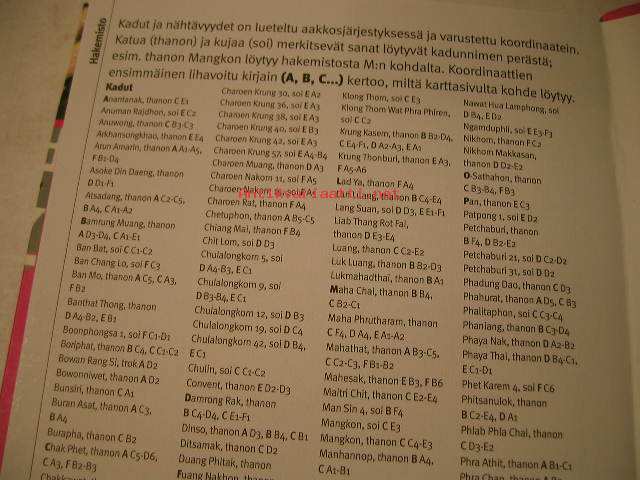 Hakemisto
Kadut ja nähtävyydet on lueteltu aakkosjärjestyksessä ja varustettu koordinaatein.
Katua (thanon) ja kujaa (soi) merkitsevät sanat löytyvät kadunnimen perästä;
esim. thanon Mangkon löytyy hakemistosta M:n kohdalta. Koordinaattien
ensimmäinen lihavoitu kirjain (A, B, C...) kertoo, miltä karttasivulta kohde löytyy.
Kadut
Anantanak, thanon C E1
Anuman Rajdhon, soi E C2
Anuwong, thanon C B3-C3
Arkhansongkhao, thanon E E4
Arun Amarin, thanon A A1-A5,
F B1-D4
Asoke Din Daeng, thanon
D D1-F1
Atsadang, thanon A C2-C5,
B A4, C A1-A2
Bamrung Muang, thanon
A D3-D4, C A1-E1
Ban Bat, soi C C1-C2
Ban Chang Lo, soi F C3
Ban Mo, thanon A C5, C A3,
F B2
Banthat Thong, thanon
D A4-B2, E B1
Boonphongsa 1, soi F C1-D1
Boriphat, thanon B C4, C C1-C2
Bowan Rang Si, trok A D2
Bowonniwet, thanon A D2
Bunsiri, thanon C A1
Buran Asat, thanon A C3,
B A4
Burapha, thanon C B2
Chak Phet, thanon A C5-D6,
C A3, F B2-B3
Charoen Krung 30, soi E A2
Charoen Krung 36, soi E A3
Charoen Krung 38, soi E A3
Charoen Krung 40, soi E B3
Charoen Krung 42, soi E A3
Charoen Krung 57, soi E A4-B4
Charoen Muang, thanon D A3
Charoen Nakorn 11, soi F A5
Charoen Nakorn
Charoen Rat, thanon F A4
Chetuphon, thanon A B5-C5
Chiang Mai, thanon F B4
Chit Lom, soi D D3
Chulalongkorn 5, soi
D A4-B3, E C1
Chulalongkorn 9, soi
D B3-B4, E C1
Chulalongkorn 12, soi D B3
Chulalongkorn 19, soi D C4
Chulalongkorn 42, soi D B4,
E C1
Chulin, soi C C1-C2
Convent, thanon E D2-D3
Damrong Rak, thanon
B C4-D4, C E1-F1
Dinso, thanon A D3, B B4, C B1
Ditsamak, thanon C D2
Duang Phitak, thanon
Fuang Nakhon, thanon
Klong Thom, soi C E3
Klong Thom Wat Phra Phiren,
soi C C2
Krung Kasem, thanon B B2-D4,
C E4-F1, D A2-A3, E A1
Krung Thonburi, thanon E A3,
F A5-A6
Lad Ya, thanon F A4
Lan Luang, thanon B C4-E4
Lang Suan, soi D D3, E E1-F1
Liab Thang Rot Fai,
thanon D E3-E4
Luang, thanon C C2-E2
Luk Luang, thanon B B2-D3
Lukmahadthai, thanon B A1
Maha Chai, thanon B B4,
C B2-C1
Maha Phrutharam, thanon
C F4, D A4, E A1-A2
Mahathat, thanon A B3-C5,
C C2-C3, F B1-B2
Mahesak, thanon E B3, F B6
Maitri Chit, thanon C E2-E4
Man Sin 4, soi B F4
Mangkon, soi C E3
Mangkon, thanon C C4-E3
Manhannop, thanon B A4,
C A1-B1
Nawat Hua Lamphong, soi
D B4, E D2
Ngamduphli, soi E E3-F3
Nikhom, thanon F C2
Nikhom Makkasan,
thanon D D2-E2
O-Sathahon, thanon
C B3-B4, F B3
Pan, thanon E C3
Patpong 1, soi E D2
Petchaburi, thanon
B F4, D B2-E2
Petchaburi 21, soi D C2-D2
Petchaburi 31, soi D D2
Phadung Dao, thanon C D3
Phahurat, thanon A D5, C B3
Phalitaphon, soi C C3-C4
Phaniang, thanon B C3-D4
Phaya Nak, thanon D A2-B2
Phaya Thai, thanon D B4-C1,
E C1-D1
Phet Karem 4, soi F C6
Phitsanulok, thanon
B C2-E4, D A1
Phlab Phla Chai, thanon
C D3-E2
Phra Athit, thanon A B1-C1
Phra Chan, thanon